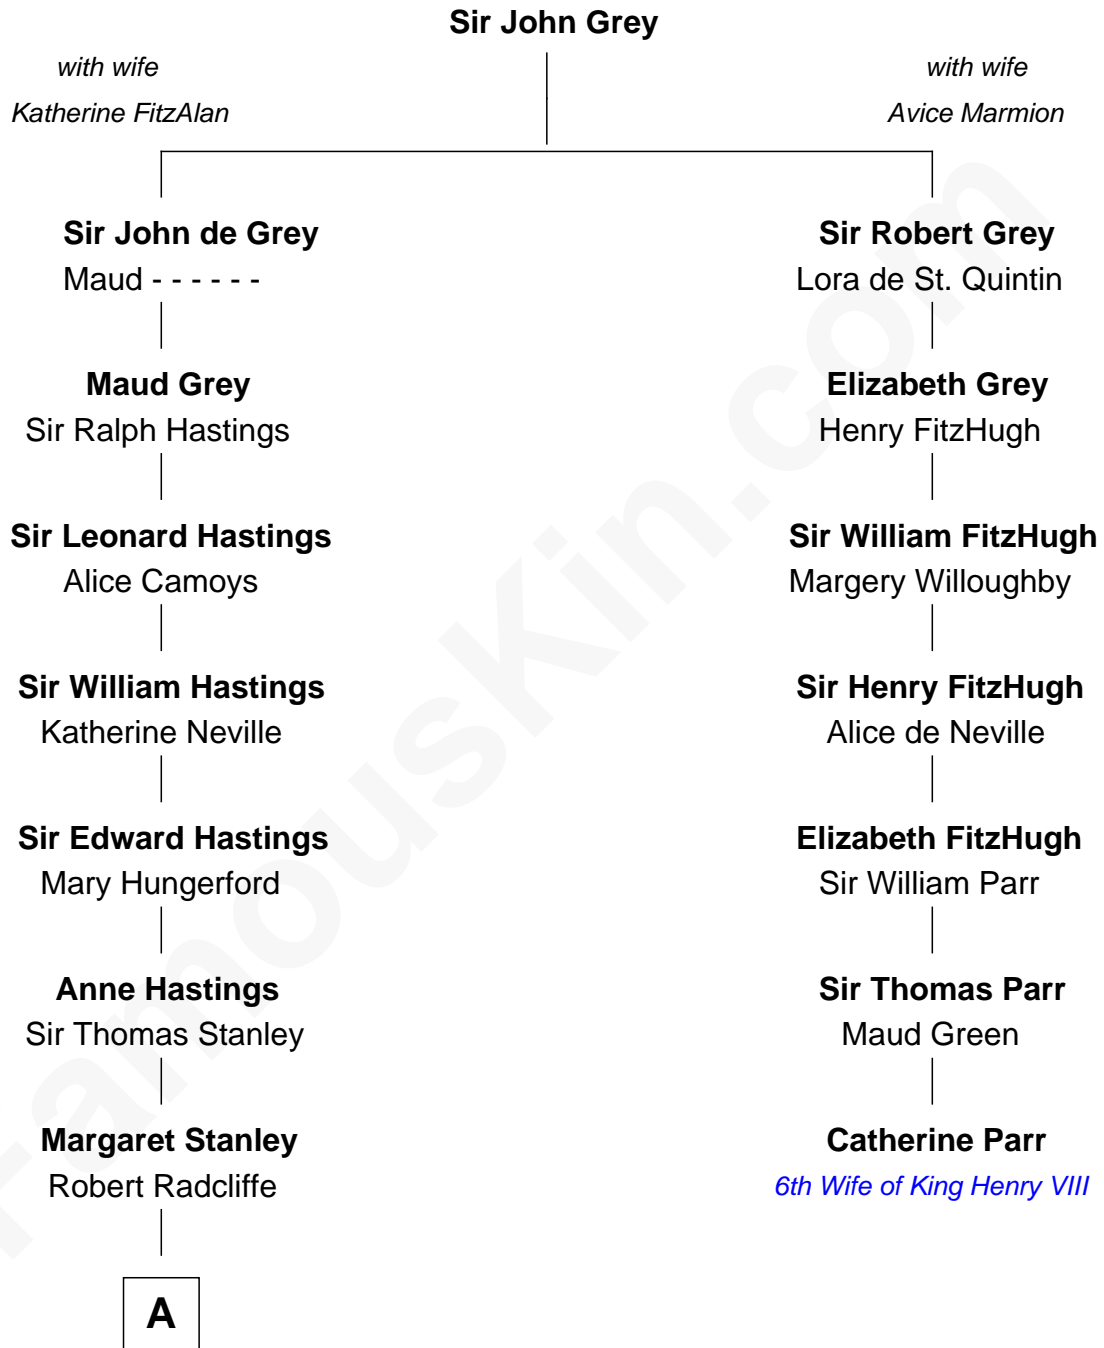 Sir John Grey
with wife
Katherine FitzAlan
with wife
Avice Marmion
Sir John de Grey
Maud - - - - - -
Sir Robert Grey
Lora de St. Quintin
Maud Grey
Sir Ralph Hastings
Elizabeth Grey
Henry FitzHugh
Sir Leonard Hastings
Alice Camoys
Sir William FitzHugh
Margery Willoughby
Sir William Hastings
Katherine Neville
Sir Henry FitzHugh
Alice de Neville
Sir Edward Hastings
Mary Hungerford
Elizabeth FitzHugh
Sir William Parr
Anne Hastings
Sir Thomas Stanley
Sir Thomas Parr
Maud Green
Margaret Stanley
Robert Radcliffe
Catherine Parr
6th Wife of King Henry VIII
A
FamousKin.com